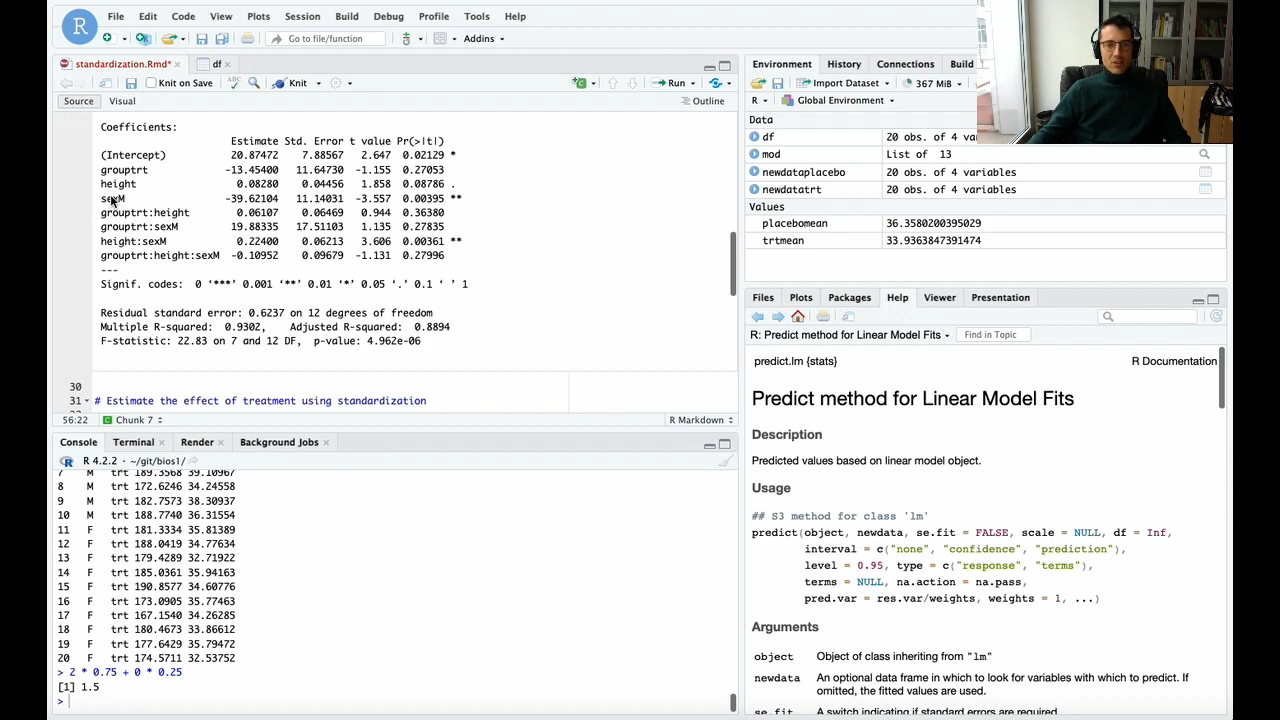 File Edit Code View Plots Session Build Debug Profile Tools Help
R
Go to file/function Addins
standardization.Rmd* df
Knit on Save ABC Knit Run
Source Visual Outline
Coefficients:
Estimate Std. Error t value Pr(>|t|)
(Intercept) 20.87472 7.88567 2.647 0.02129 *
grouptrt -13.45400 11.64730 -1.155 0.27053
height 0.08280 0.04456 1.858 0.08786 .
sexM -39.62104 11.14031 -3.557 0.00395 **
grouptrt:height 0.06107 0.06469 0.944 0.36380
grouptrt:sexM 19.88335 17.51103 1.135 0.27835
height:sexM 0.22400 0.06213 3.606 0.00361 **
grouptrt:height:sexM -0.10952 0.09679 -1.131 0.27996
---
Signif. codes: 0 ‘***’ 0.001 ‘**’ 0.01 ‘*’ 0.05 ‘.’ 0.1 ‘ ’ 1
Residual standard error: 0.6237 on 12 degrees of freedom
Multiple R-squared: 0.9302, Adjusted R-squared: 0.8894
F-statistic: 22.83 on 7 and 12 DF, p-value: 4.962e-06
30
31 # Estimate the effect of treatment using standardization
56:22 Chunk 7 R Markdown
Console Terminal Render Background Jobs
R 4.2.2 · ~/git/bios1/
7 M trt 189.3568 39.10967
8 M trt 172.6246 34.24558
9 M trt 182.7573 38.30937
10 M trt 188.7740 36.31554
11 F trt 181.3334 35.81389
12 F trt 188.0419 34.77634
13 F trt 179.4289 32.71922
14 F trt 185.0361 35.94163
15 F trt 190.8577 34.60776
16 F trt 173.0905 35.77463
17 F trt 167.1540 34.26285
18 F trt 180.4673 33.86612
19 F trt 177.6429 35.79472
20 F trt 174.5711 32.53752
> 2 * 0.75 + 0 * 0.25
[1] 1.5
>
Environment History Connections Build
Import Dataset 367 MiB
R Global Environment
Data
df 20 obs. of 4 va
mod List of 13
newdataplacebo 20 obs. of 4 variables
newdatatrt 20 obs. of 4 variables
Values
placebomean 36.3580200395029
trtmean 33.9363847391474
Files Plots Packages Help Viewer Presentation
R: Predict method for Linear Model Fits Find in Topic
predict.lm {stats} R Documentation
Predict method for Linear Model Fits
Description
Predicted values based on linear model object.
Usage
## S3 method for class 'lm'
predict(object, newdata, se.fit = FALSE, scale = NULL, df = Inf,
interval = c("none", "confidence", "prediction"),
level = 0.95, type = c("response", "terms"),
terms = NULL, na.action = na.pass,
pred.var = res.var/weights, weights = 1, ...)
Arguments
object Object of class inheriting from "lm"
newdata An optional data frame in which to look for variables with which to predict. If
omitted, the fitted values are used.
se.fit A switch indicating if standard errors are required